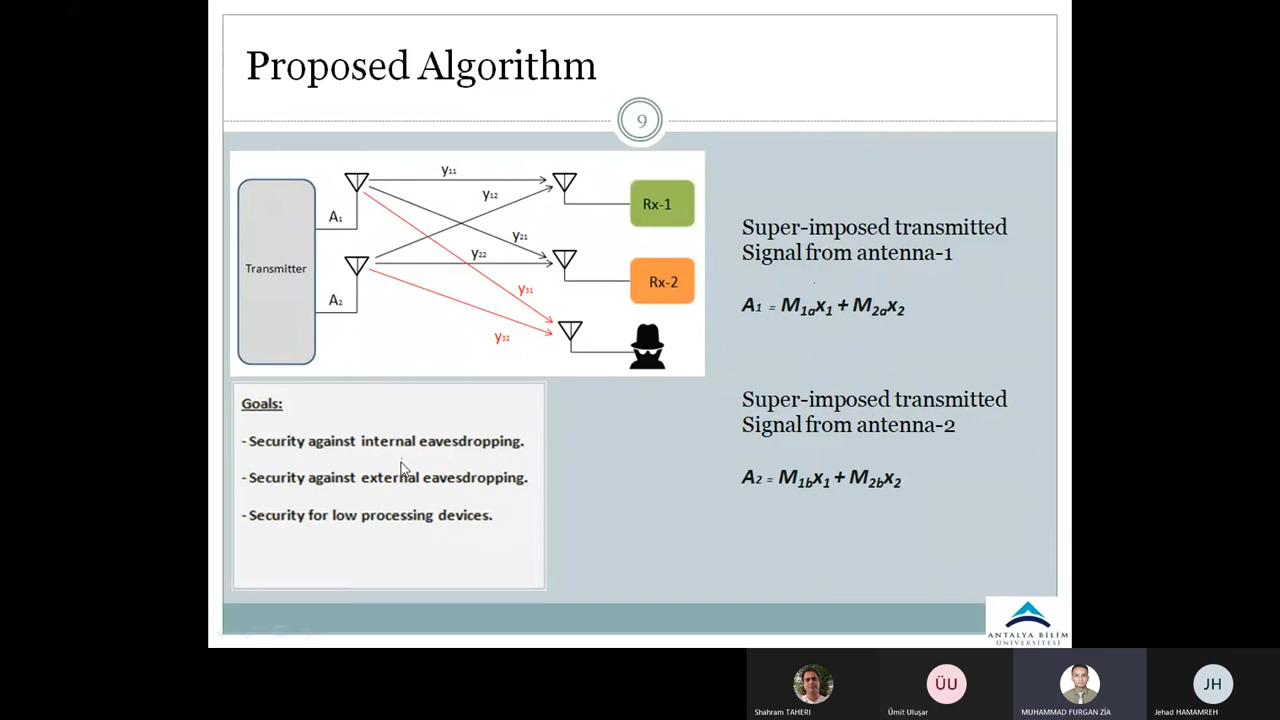 Proposed Algorithm
9
Transmitter
A1
A2
y11
y12
y21
y22
y31
y32
Rx-1
Rx-2
Super-imposed transmitted
Signal from antenna-1
A1 = M1ax1 + M2ax2
Super-imposed transmitted
Signal from antenna-2
A2 = M1bx1 + M2bx2
Goals:
- Security against internal eavesdropping.
- Security against external eavesdropping.
- Security for low processing devices.
ANTALYA BİLİM
ÜNİVERSİTESİ
ÜU
JH
Shahram TAHERI
Ümit Uluşar
MUHAMMAD FURGAN ZİA
Jehad HAMAMREH